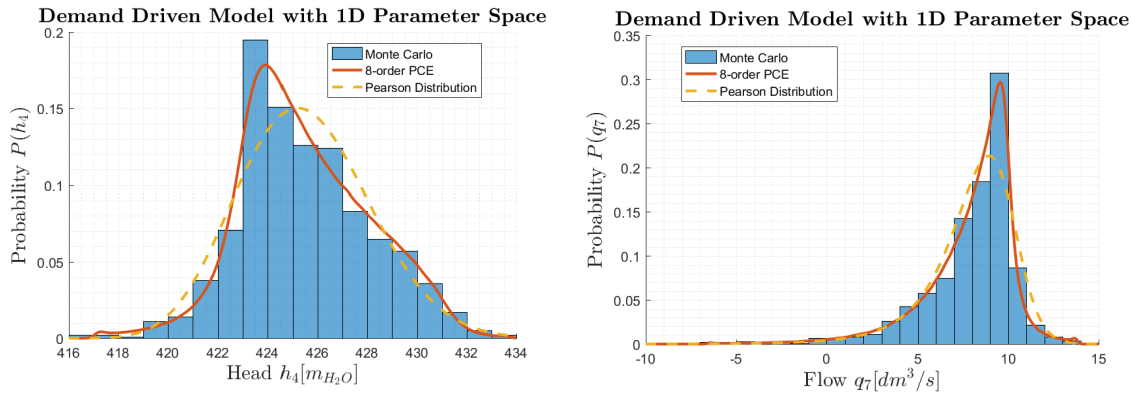 Demand Driven Model with 1D Parameter Space
Probability P(h₄)
0.2
0.15
0.1
0.05
0
Monte Carlo
8-order PCE
Pearson Distribution
416 418 420 422 424 426 428 430 432 434
Head h₄[m_{H₂O}]
Demand Driven Model with 1D Parameter Space
Probability P(q₇)
0.35
0.3
0.25
0.2
0.15
0.1
0.05
0
Monte Carlo
8-order PCE
Pearson Distribution
-10 -5 0 5 10 15
Flow q₇[dm³/s]